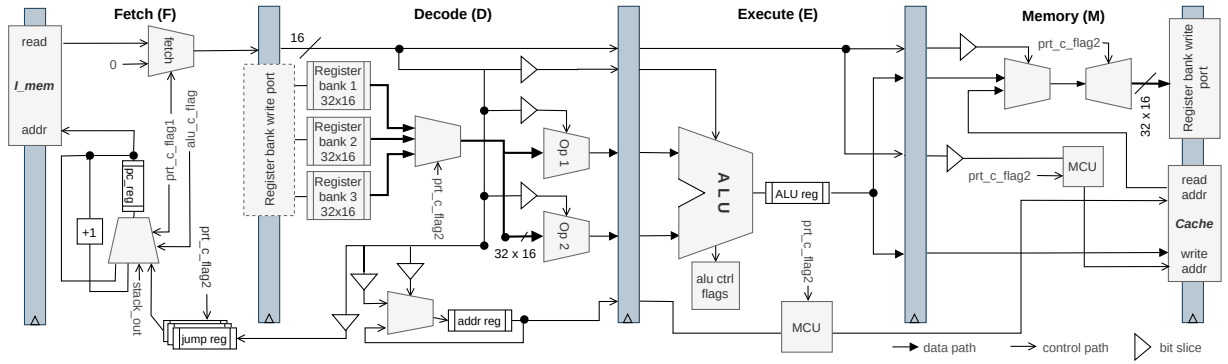 Fetch (F)
Decode (D)
Execute (E)
Memory (M)
read
I_mem
addr
0
fetch
prt_c_flag1
alu_c_flag
pc_reg
+1
stack_out
prt_c_flag2
jump reg
Register bank write port
16
Register
bank 1
32x16
Register
bank 2
32x16
Register
bank 3
32x16
prt_c_flag2
Op 1
Op 2
32 x 16
addr reg
ALU
alu ctrl
flags
ALU reg
prt_c_flag2
MCU
prt_c_flag2
32 x 16
Register bank write
port
MCU
prt_c_flag2
read
addr
Cache
write
addr
data path
control path
bit slice